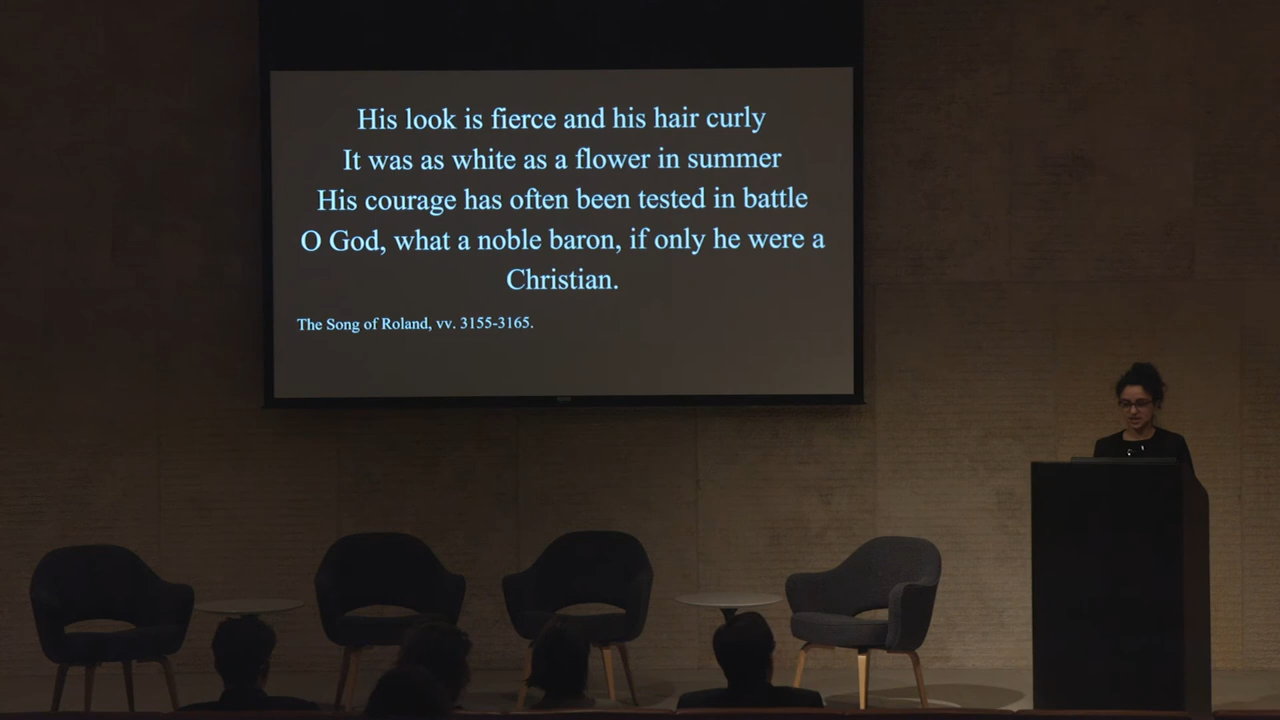 His look is fierce and his hair curly
It was as white as a flower in summer
His courage has often been tested in battle
O God, what a noble baron, if only he were a
Christian.
The Song of Roland, vv. 3155-3165.